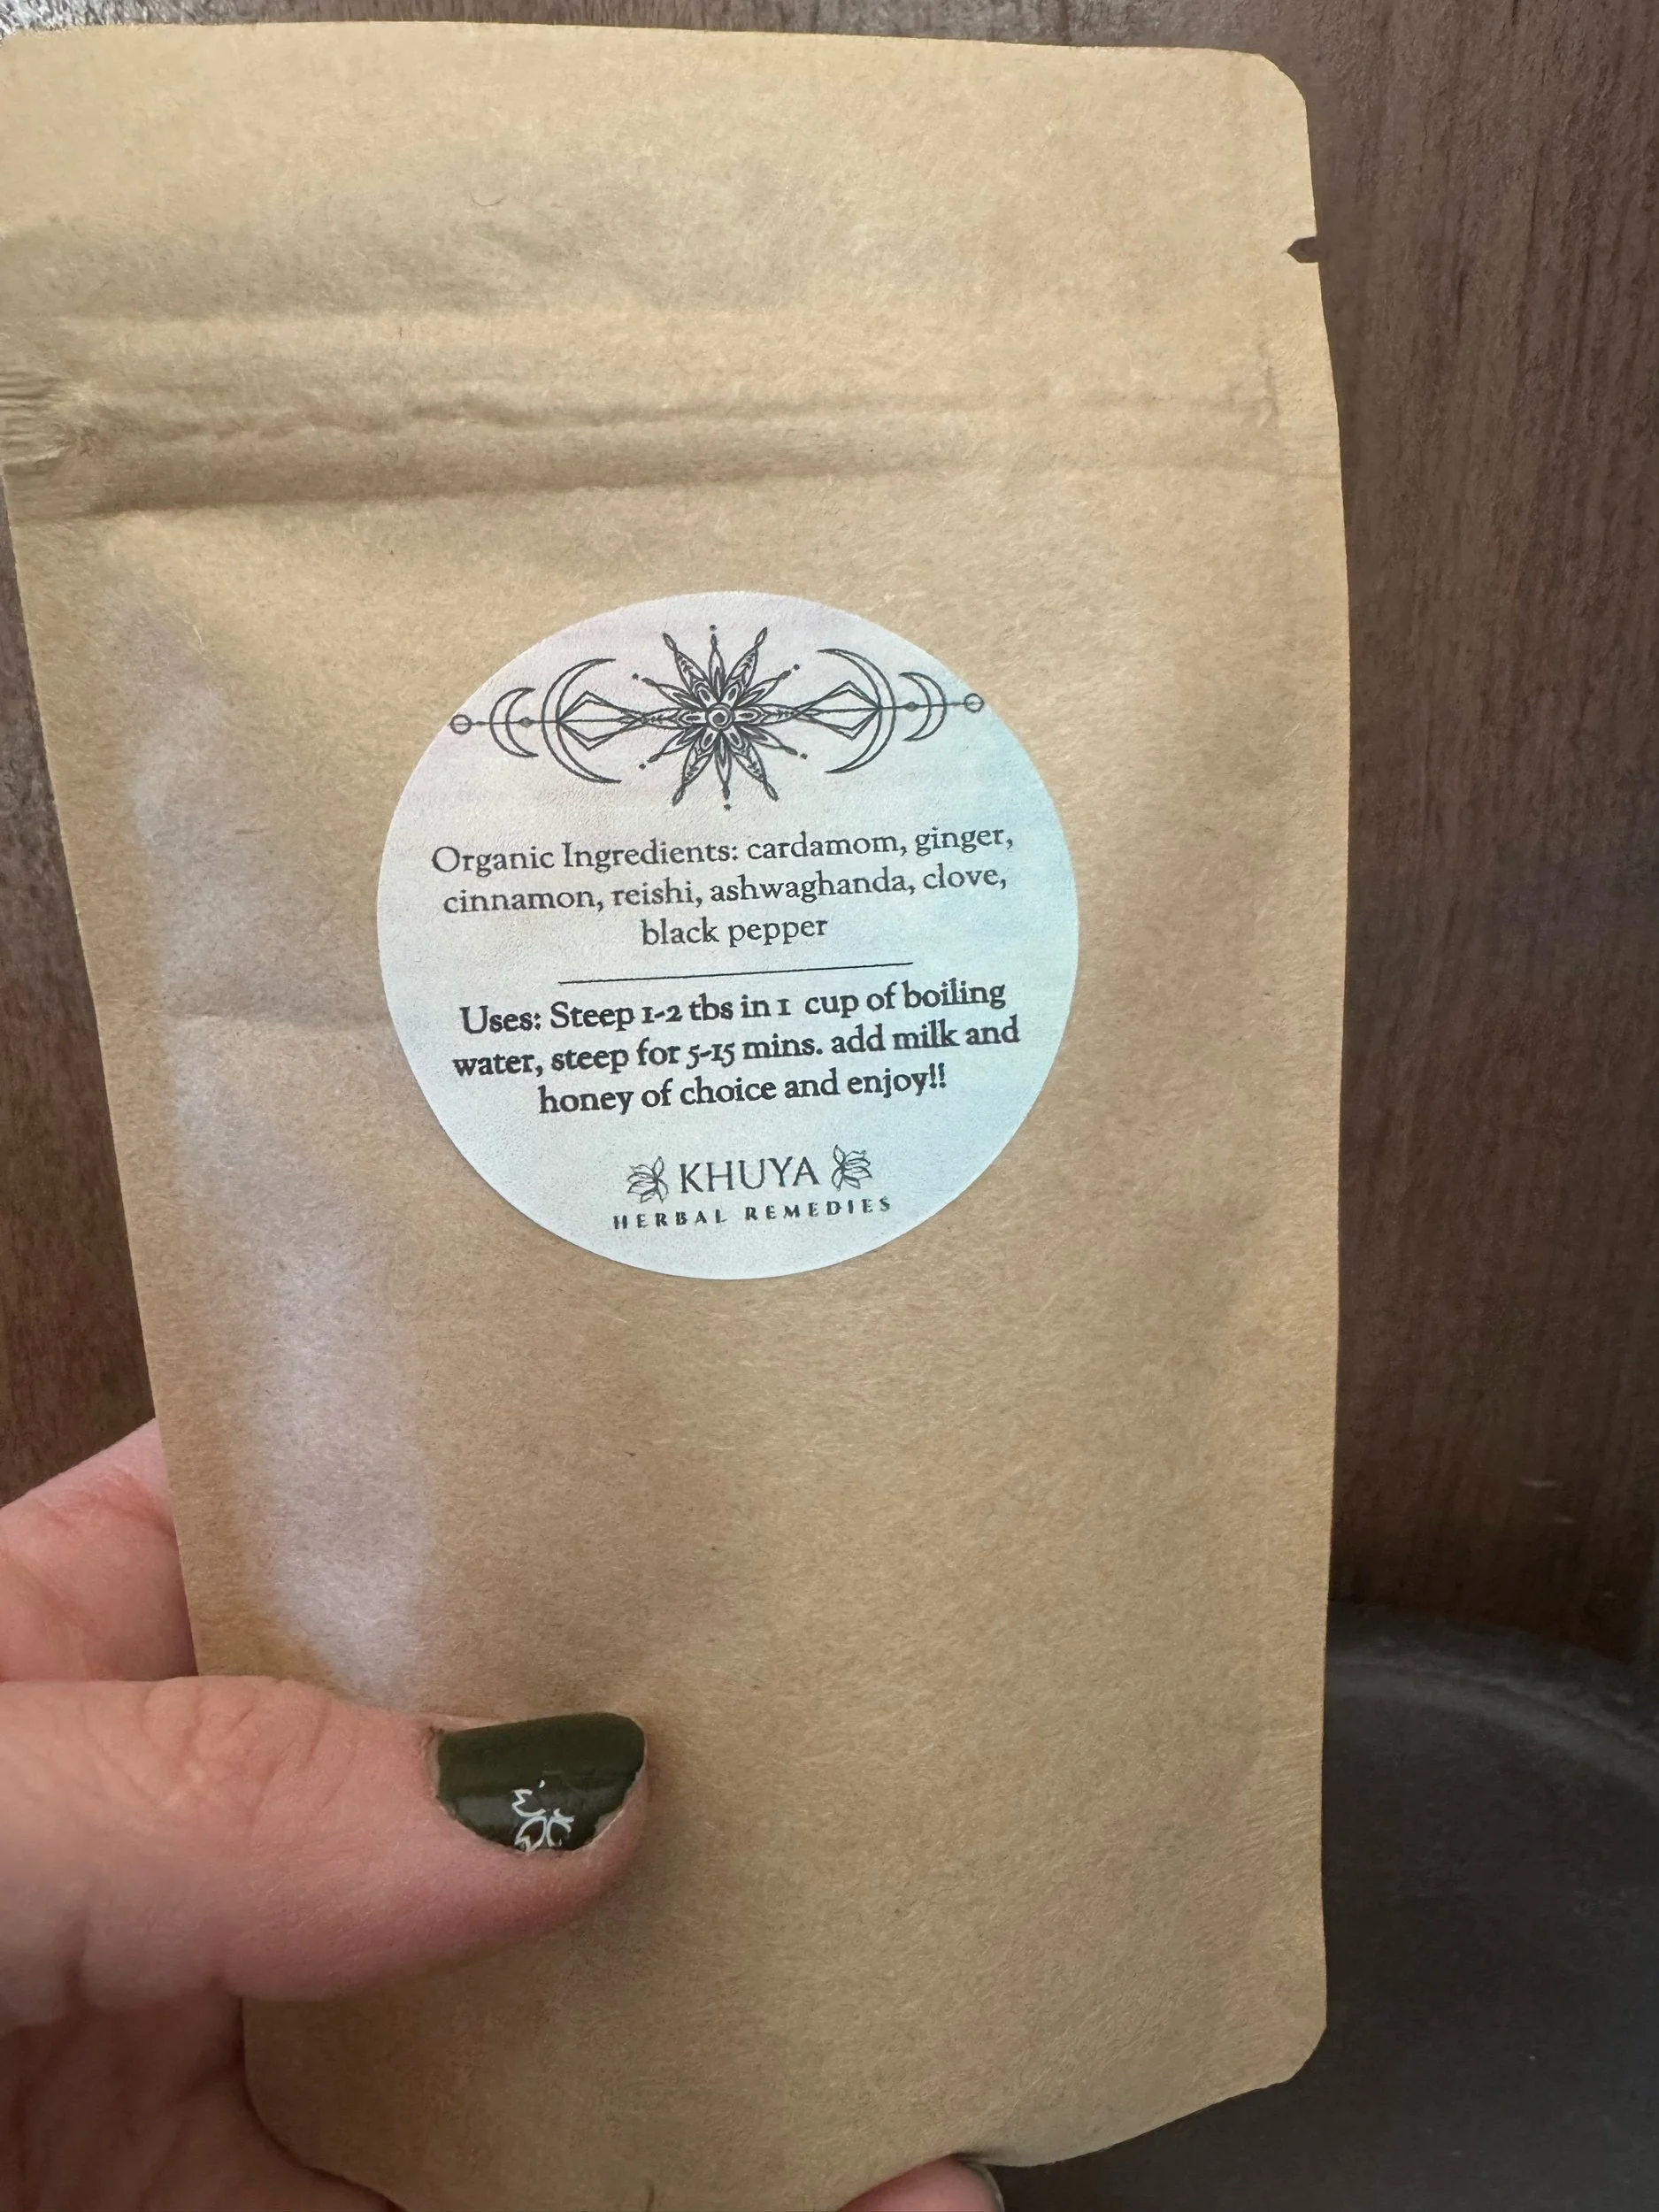 Organic Ingredients: cardamom, ginger,
cinnamon, reishi, ashwaghanda, clove,
black pepper
Uses: Steep 1-2 tbs in 1 cup of boiling
water, steep for 5-15 mins. add milk and
honey of choice and enjoy!!
KHUYA
HERBAL REMEDIES